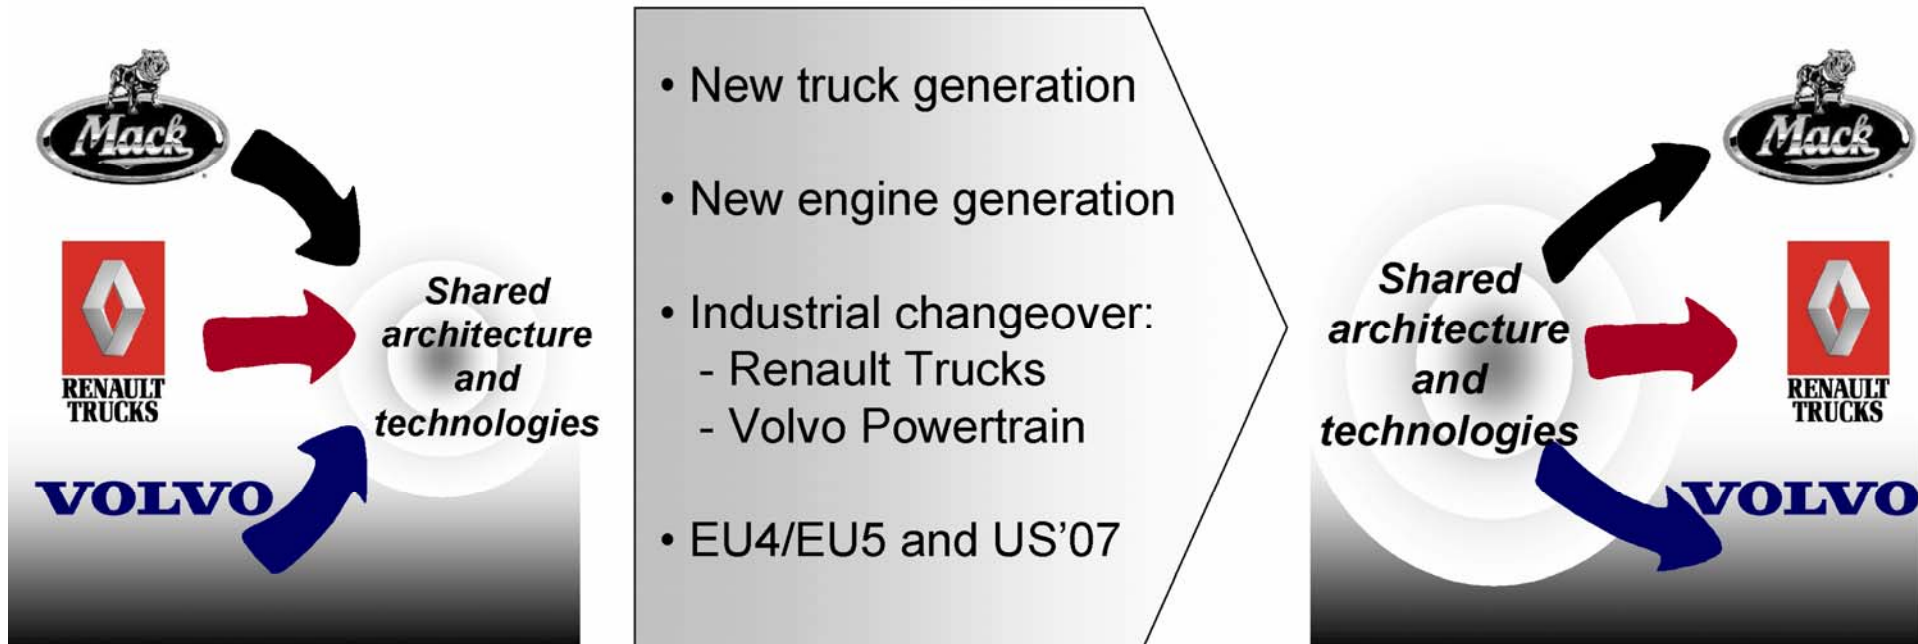 Mack
RENAULT
TRUCKS
VOLVO
Shared
architecture
and
technologies
• New truck generation
• New engine generation
• Industrial changeover:
- Renault Trucks
- Volvo Powertrain
• EU4/EU5 and US’07
Shared
architecture
and
technologies
Mack
RENAULT
TRUCKS
VOLVO